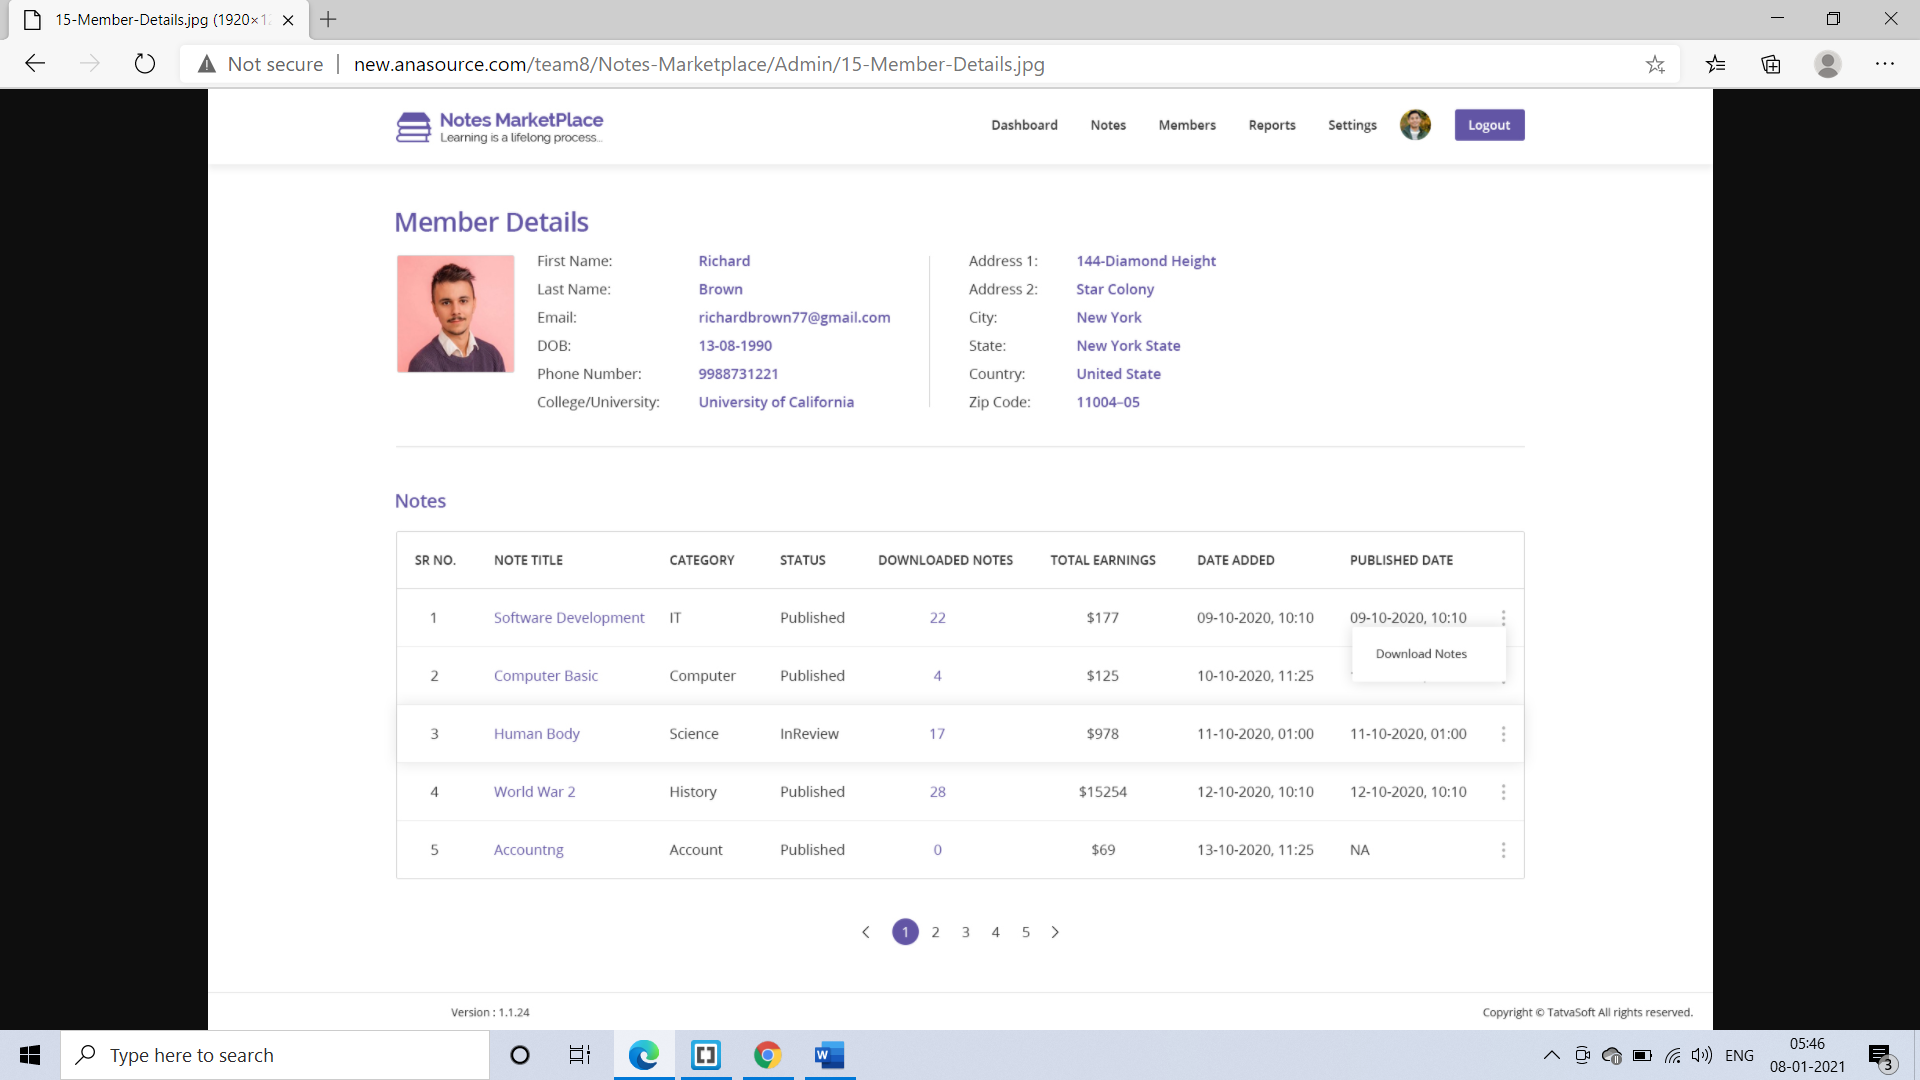 15-Member-Details.jpg (1920×12
Not secure new.anasource.com/team8/Notes-Marketplace/Admin/15-Member-Details.jpg
Notes MarketPlace
Learning is a lifelong process...
Dashboard Notes Members Reports Settings Logout
Member Details
First Name: Richard Address 1: 144-Diamond Height
Last Name: Brown Address 2: Star Colony
Email: richardbrown77@gmail.com City: New York
DOB: 13-08-1990 State: New York State
Phone Number: 9988731221 Country: United State
College/University: University of California Zip Code: 11004–05
Notes
SR NO. NOTE TITLE CATEGORY STATUS DOWNLOADED NOTES TOTAL EARNINGS DATE ADDED PUBLISHED DATE
1 Software Development IT Published 22 $177 09-10-2020, 10:10 09-10-2020, 10:10
Download Notes
2 Computer Basic Computer Published 4 $125 10-10-2020, 11:25
3 Human Body Science InReview 17 $978 11-10-2020, 01:00 11-10-2020, 01:00
4 World War 2 History Published 28 $15254 12-10-2020, 10:10 12-10-2020, 10:10
5 Accountng Account Published 0 $69 13-10-2020, 11:25 NA
1 2 3 4 5
Version : 1.1.24 Copyright © TatvaSoft All rights reserved.
Type here to search
ENG
05:46
08-01-2021
3